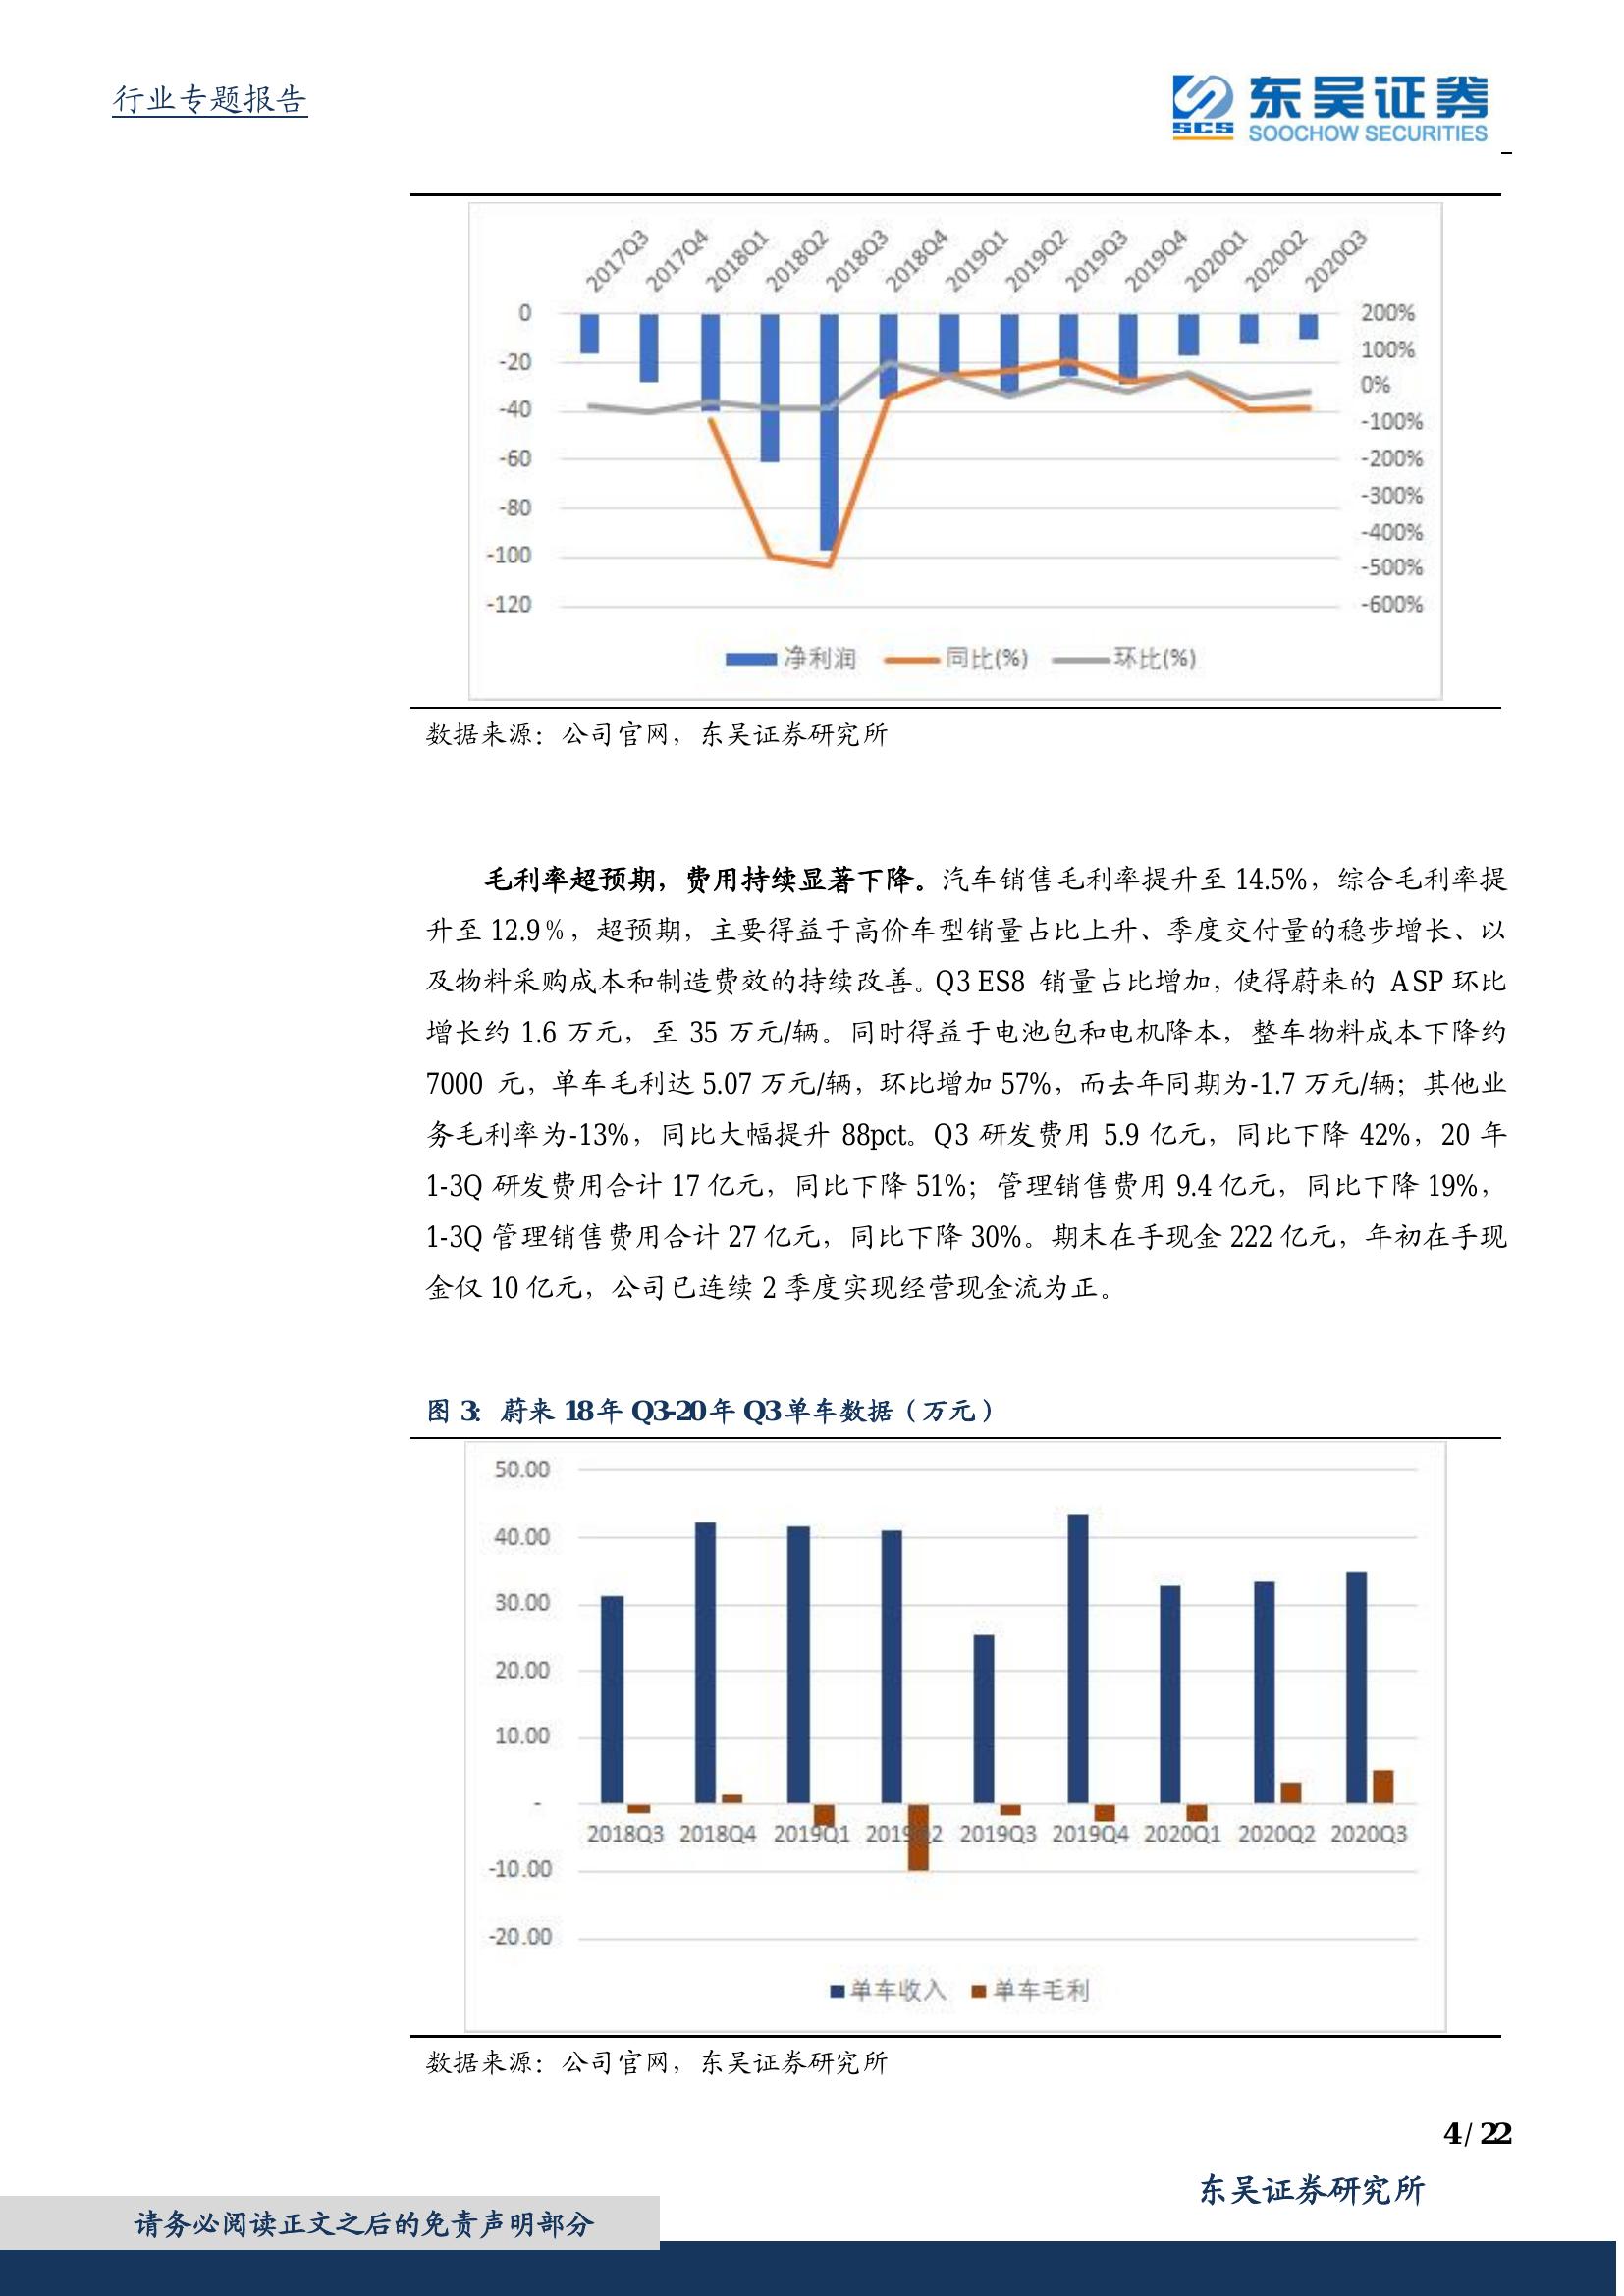 行业专题报告
SCS
东吴证券
SOOCHOW SECURITIES
2017Q3 2017Q4 2018Q1 2018Q2 2018Q3 2018Q4 2019Q1 2019Q2 2019Q3 2019Q4 2020Q1 2020Q2 2020Q3
0 200%
-20 100%
0%
-40 -100%
-60 -200%
-80 -300%
-400%
-100 -500%
-120 -600%
净利润 同比(%) 环比(%)
数据来源：公司官网，东吴证券研究所
毛利率超预期，费用持续显著下降。汽车销售毛利率提升至 14.5%，综合毛利率提
升至 12.9%，超预期，主要得益于高价车型销量占比上升、季度交付量的稳步增长、以
及物料采购成本和制造费效的持续改善。Q3 ES8 销量占比增加，使得蔚来的 ASP 环比
增长约 1.6 万元，至 35 万元/辆。同时得益于电池包和电机降本，整车物料成本下降约
7000 元，单车毛利达 5.07 万元/辆，环比增加 57%，而去年同期为-1.7 万元/辆；其他业
务毛利率为-13%，同比大幅提升 88pct。Q3 研发费用 5.9 亿元，同比下降 42%，20 年
1-3Q 研发费用合计 17 亿元，同比下降 51%；管理销售费用 9.4 亿元，同比下降 19%，
1-3Q 管理销售费用合计 27 亿元，同比下降 30%。期末在手现金 222 亿元，年初在手现
金仅 10 亿元，公司已连续 2 季度实现经营现金流为正。
图 3：蔚来 18 年 Q3-20 年 Q3 单车数据（万元）
50.00
40.00
30.00
20.00
10.00
-
2018Q3 2018Q4 2019Q1 2019Q2 2019Q3 2019Q4 2020Q1 2020Q2 2020Q3
-10.00
-20.00
单车收入 单车毛利
数据来源：公司官网，东吴证券研究所
4 / 22
东吴证券研究所
请务必阅读正文之后的免责声明部分